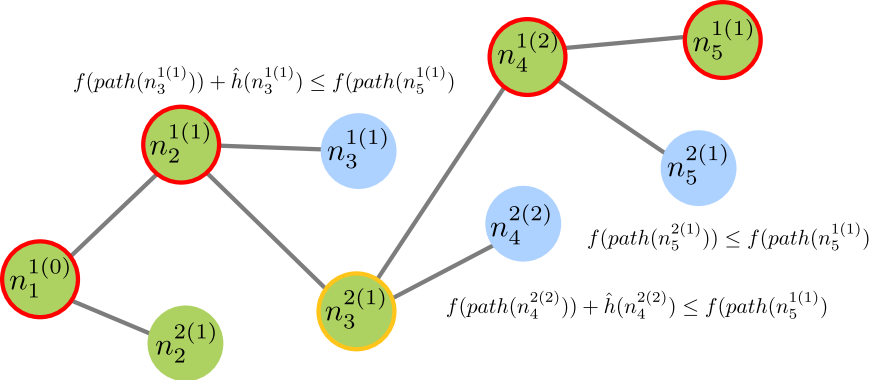 n_5^{1(1)}
n_4^{1(2)}
f(path(n_3^{1(1)})) + ĥ(n_3^{1(1)}) ≤ f(path(n_5^{1(1)})
n_2^{1(1)}
n_3^{1(1)}
n_5^{2(1)}
n_4^{2(2)}
f(path(n_5^{2(1)})) ≤ f(path(n_5^{1(1)})
n_1^{1(0)}
n_3^{2(1)}
f(path(n_4^{2(2)})) + ĥ(n_4^{2(2)}) ≤ f(path(n_5^{1(1)})
n_2^{2(1)}